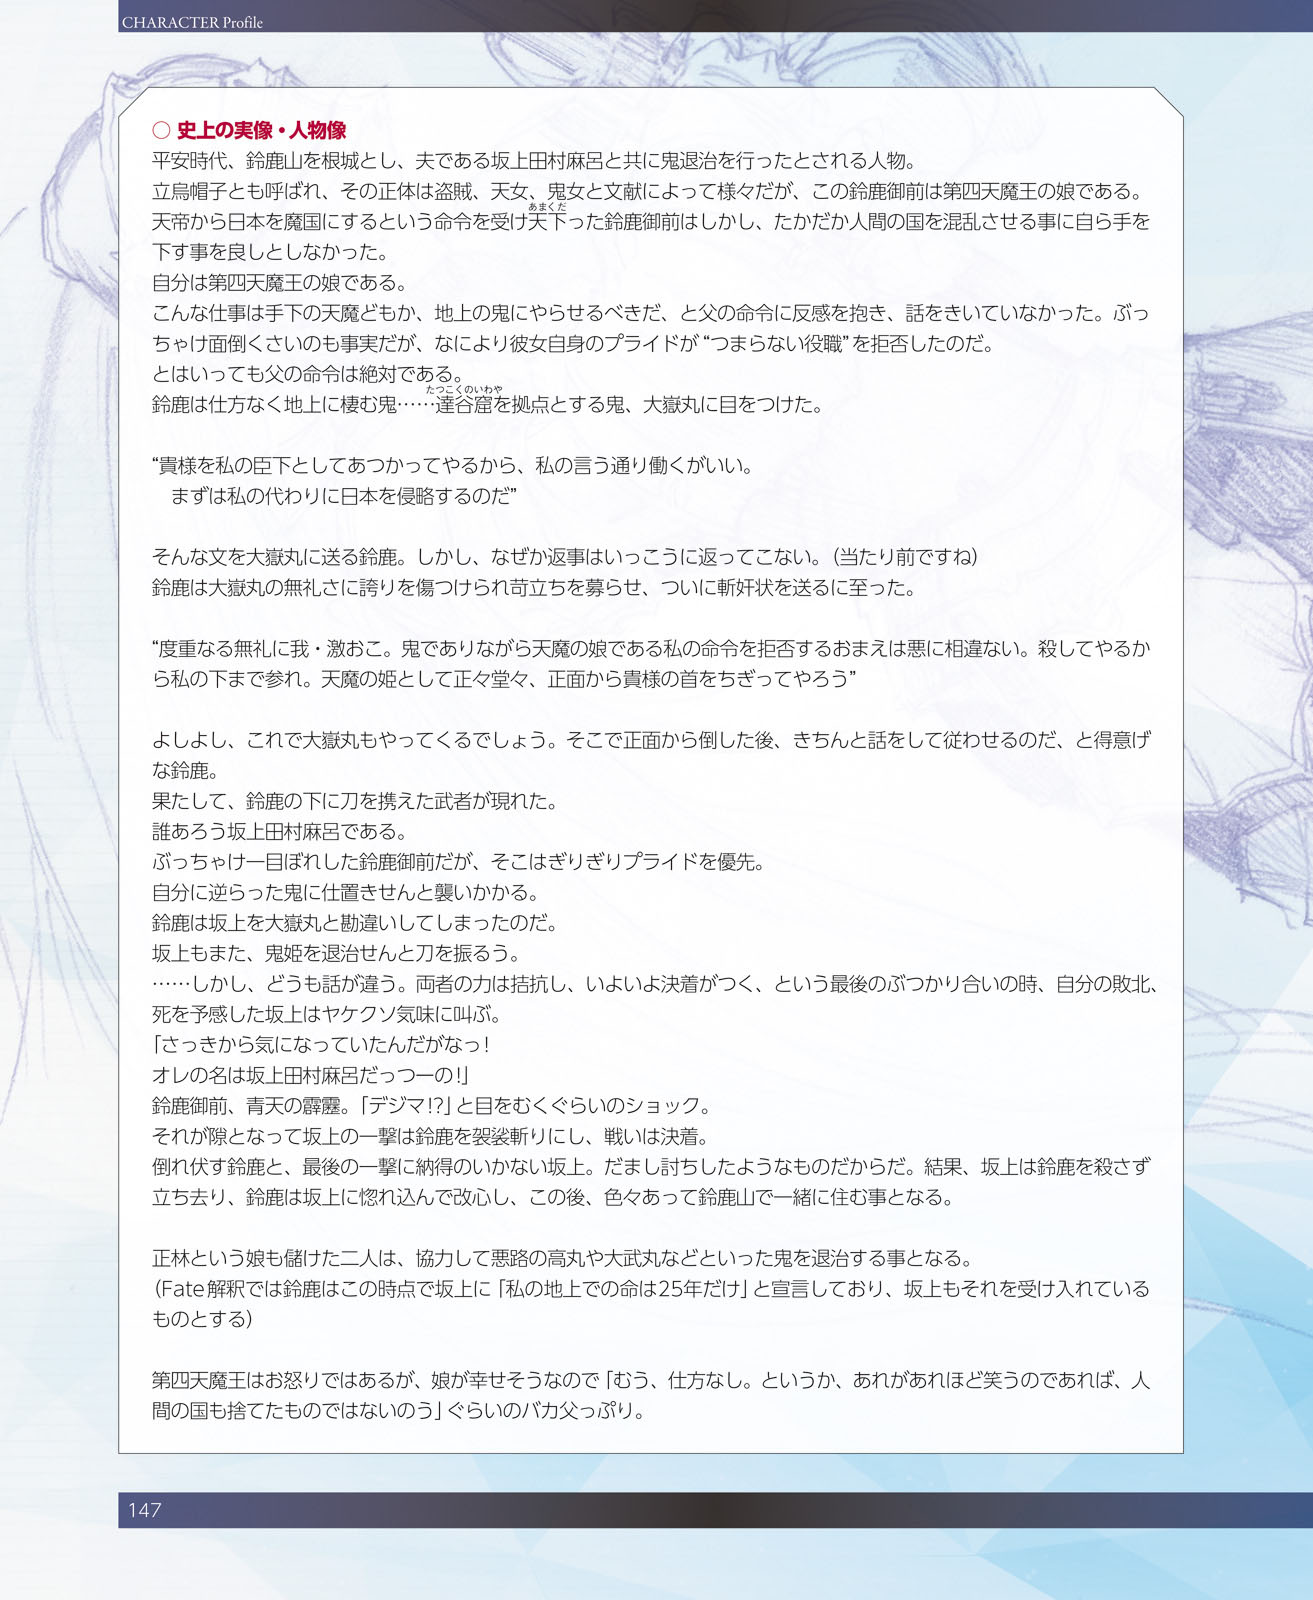 CHARACTER Profile
○ 史上の実像・人物像
平安時代、鈴鹿山を根城とし、夫である坂上田村麻呂と共に鬼退治を行ったとされる人物。
立烏帽子とも呼ばれ、その正体は盗賊、天女、鬼女と文献によって様々だが、この鈴鹿御前は第四天魔王の娘である。
あまくだ
天帝から日本を魔国にするという命令を受け天下った鈴鹿御前はしかし、たかだか人間の国を混乱させる事に自ら手を
下す事を良しとしなかった。
自分は第四天魔王の娘である。
こんな仕事は手下の天魔どもか、地上の鬼にやらせるべきだ、と父の命令に反感を抱き、話をきいていなかった。ぶっ
ちゃけ面倒くさいのも事実だが、なにより彼女自身のプライドが“つまらない役職”を拒否したのだ。
とはいっても父の命令は絶対である。
たつこくのいわや
鈴鹿は仕方なく地上に棲む鬼……達谷窟を拠点とする鬼、大嶽丸に目をつけた。
“貴様を私の臣下としてあつかってやるから、私の言う通り働くがいい。
　まずは私の代わりに日本を侵略するのだ”
そんな文を大嶽丸に送る鈴鹿。しかし、なぜか返事はいっこうに返ってこない。（当たり前ですね）
鈴鹿は大嶽丸の無礼さに誇りを傷つけられ苛立ちを募らせ、ついに斬奸状を送るに至った。
“度重なる無礼に我・激おこ。鬼でありながら天魔の娘である私の命令を拒否するおまえは悪に相違ない。殺してやるか
ら私の下まで参れ。天魔の姫として正々堂々、正面から貴様の首をちぎってやろう”
よしよし、これで大嶽丸もやってくるでしょう。そこで正面から倒した後、きちんと話をして従わせるのだ、と得意げ
な鈴鹿。
果たして、鈴鹿の下に刀を携えた武者が現れた。
誰あろう坂上田村麻呂である。
ぶっちゃけ一目ぼれした鈴鹿御前だが、そこはぎりぎりプライドを優先。
自分に逆らった鬼に仕置きせんと襲いかかる。
鈴鹿は坂上を大嶽丸と勘違いしてしまったのだ。
坂上もまた、鬼姫を退治せんと刀を振るう。
……しかし、どうも話が違う。両者の力は拮抗し、いよいよ決着がつく、という最後のぶつかり合いの時、自分の敗北、
死を予感した坂上はヤケクソ気味に叫ぶ。
「さっきから気になっていたんだがなっ！
オレの名は坂上田村麻呂だっつーの！」
鈴鹿御前、青天の霹靂。「デジマ!?」と目をむくぐらいのショック。
それが隙となって坂上の一撃は鈴鹿を袈裟斬りにし、戦いは決着。
倒れ伏す鈴鹿と、最後の一撃に納得のいかない坂上。だまし討ちしたようなものだからだ。結果、坂上は鈴鹿を殺さず
立ち去り、鈴鹿は坂上に惚れ込んで改心し、この後、色々あって鈴鹿山で一緒に住む事となる。
正林という娘も儲けた二人は、協力して悪路の高丸や大武丸などといった鬼を退治する事となる。
（Fate解釈では鈴鹿はこの時点で坂上に「私の地上での命は25年だけ」と宣言しており、坂上もそれを受け入れている
ものとする）
第四天魔王はお怒りではあるが、娘が幸せそうなので「むう、仕方なし。というか、あれがあれほど笑うのであれば、人
間の国も捨てたものではないのう」ぐらいのバカ父っぷり。
147